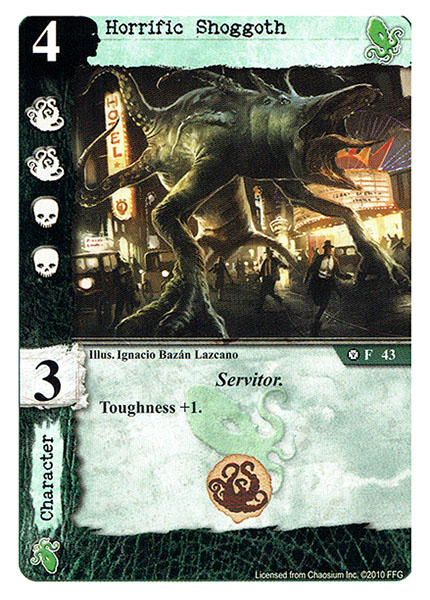 4
Horrific Shoggoth
HOTEL
Illus. Ignacio Bazán Lazcano
F 43
3
Servitor.
Toughness +1.
Character
Licensed from Chaosium Inc. ©2010 FFG